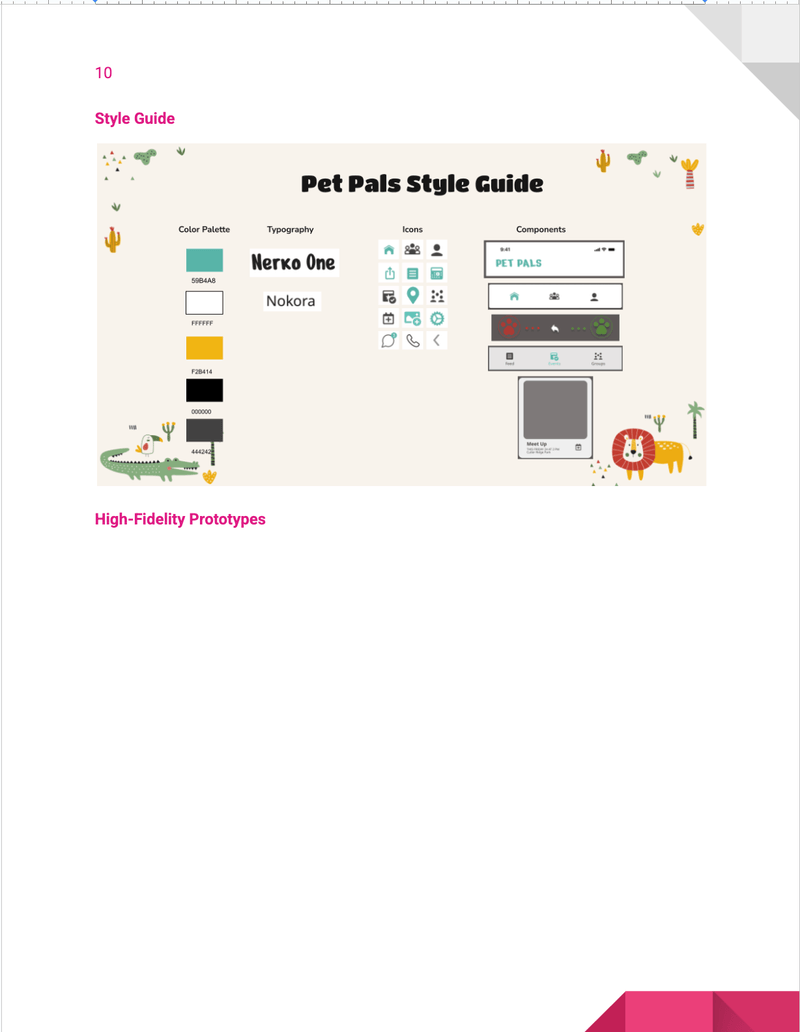 10
Style Guide
Pet Pals Style Guide
Color Palette
Typography
Icons
Components
59B4A8
FFFFFF
F2B414
000000
444242
Nerko One
Nokora
9:41
PET PALS
Feed
Events
Groups
Meet Up
High-Fidelity Prototypes